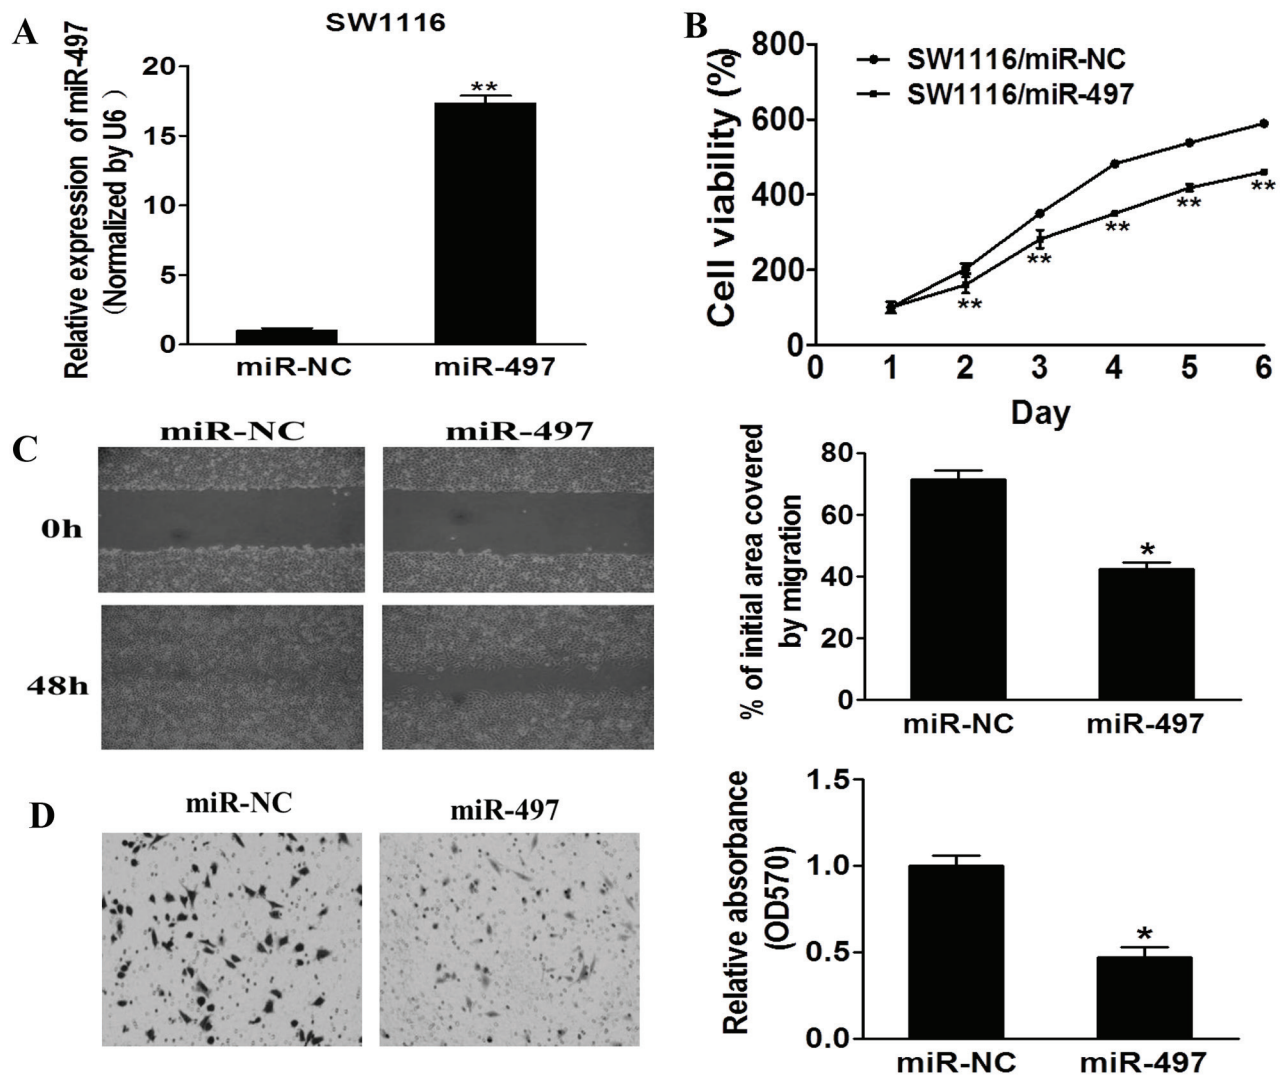 A
SW1116
Relative expression of miR-497
(Normalized by U6 )
20
15
10
5
0
**
miR-NC
miR-497
B
Cell viability (%)
800
600
400
200
0
SW1116/miR-NC
SW1116/miR-497
**
**
**
**
**
0
1
2
3
4
5
6
Day
C
miR-NC
miR-497
0h
48h
% of initial area covered
by migration
80
60
40
20
0
*
miR-NC
miR-497
D
miR-NC
miR-497
Relative absorbance
(OD570)
1.5
1.0
0.5
0.0
*
miR-NC
miR-497